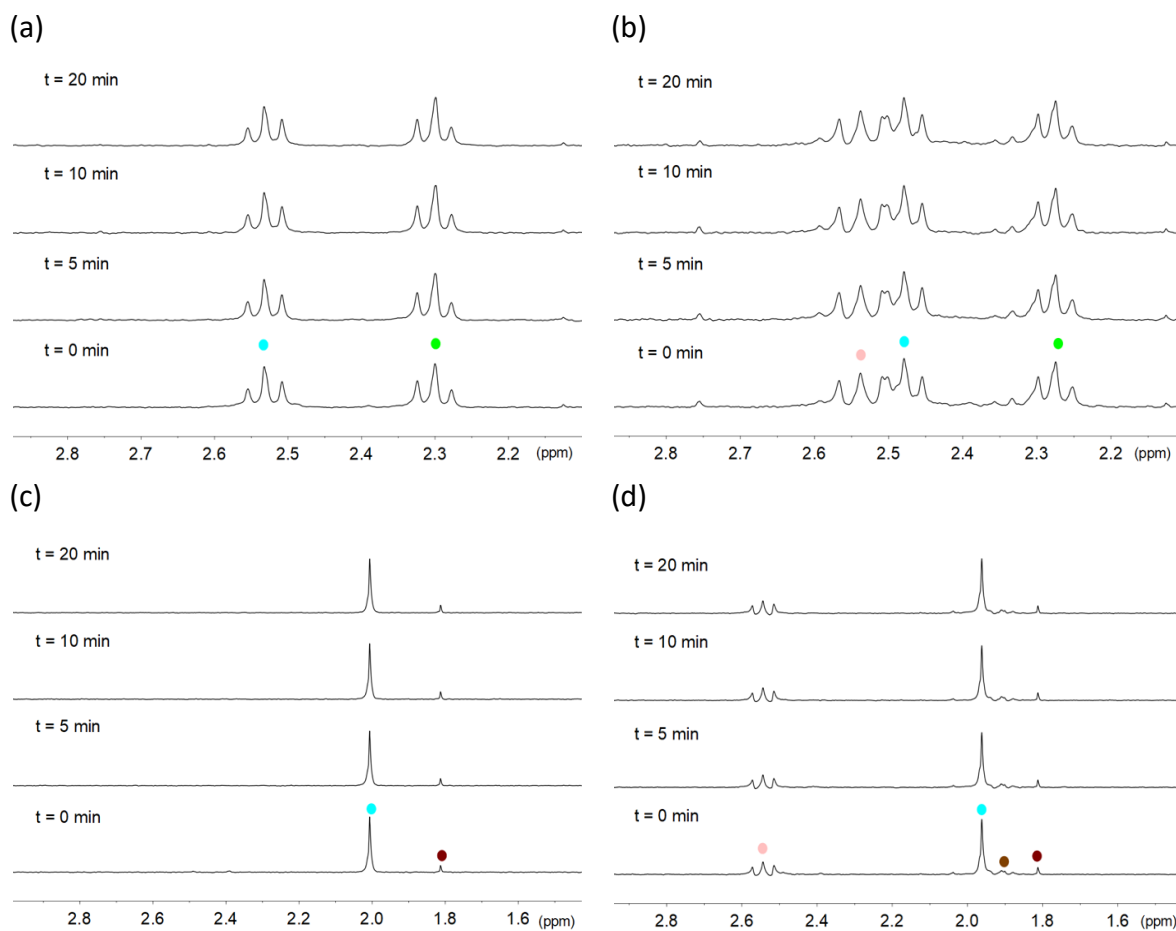 (a)
t = 20 min
t = 10 min
t = 5 min
t = 0 min
2.8 2.7 2.6 2.5 2.4 2.3 2.2 (ppm)
(b)
t = 20 min
t = 10 min
t = 5 min
t = 0 min
2.8 2.7 2.6 2.5 2.4 2.3 2.2 (ppm)
(c)
t = 20 min
t = 10 min
t = 5 min
t = 0 min
2.8 2.6 2.4 2.2 2.0 1.8 1.6 (ppm)
(d)
t = 20 min
t = 10 min
t = 5 min
t = 0 min
2.8 2.6 2.4 2.2 2.0 1.8 1.6 (ppm)